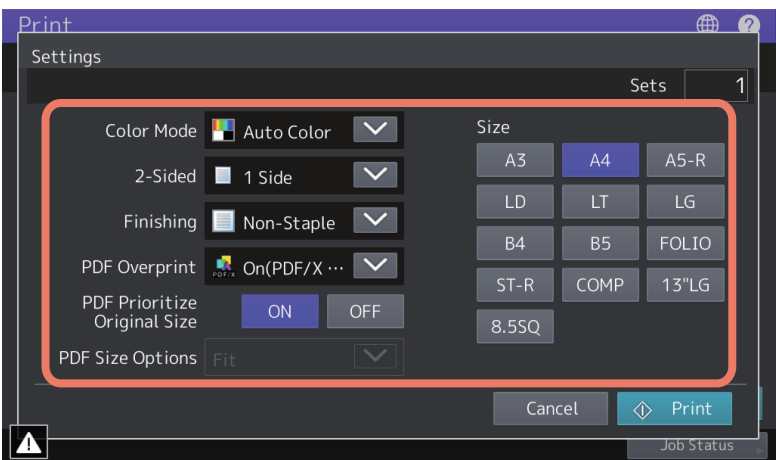 Print
?
Settings
Sets 1
Color Mode Auto Color
2-Sided 1 Side
Finishing Non-Staple
PDF Overprint PDF/X On(PDF/X ···
PDF Prioritize
Original Size ON OFF
PDF Size Options Fit
Size
A3 A4 A5-R
LD LT LG
B4 B5 FOLIO
ST-R COMP 13"LG
8.5SQ
Cancel Print
Job Status